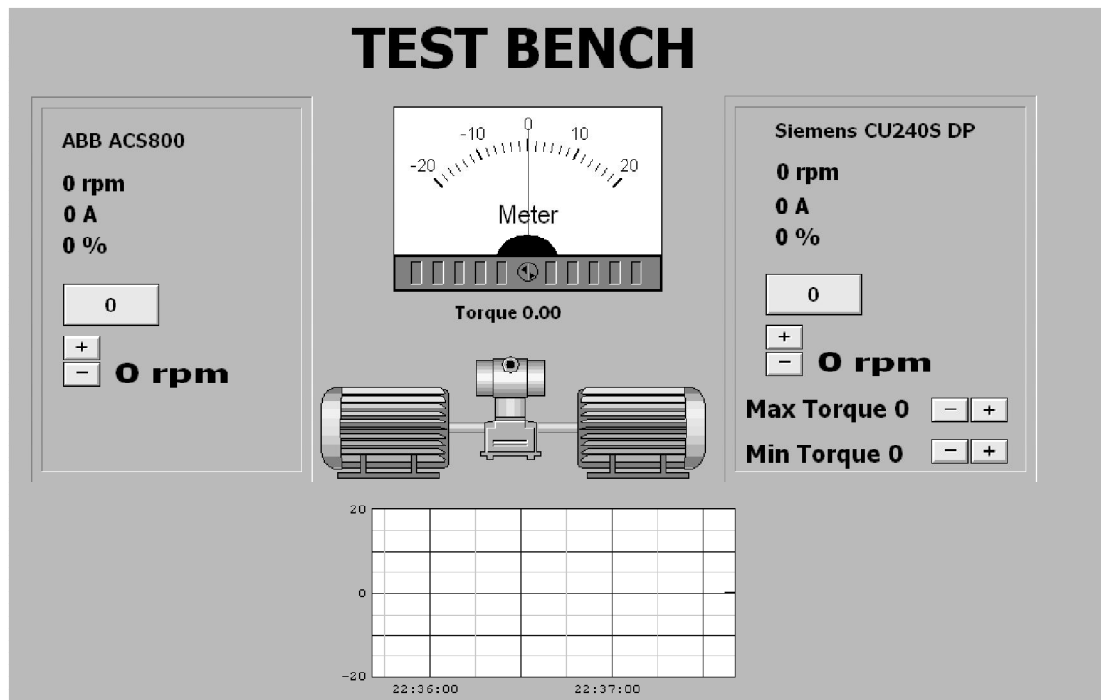 TEST BENCH
ABB ACS800
0 rpm
0 A
0 %
0
+
−
0 rpm
-20
-10
0
10
20
Meter
Torque 0.00
Siemens CU240S DP
0 rpm
0 A
0 %
0
+
−
0 rpm
Max Torque 0 − +
Min Torque 0 − +
20
0
-20
22:36:00 22:37:00